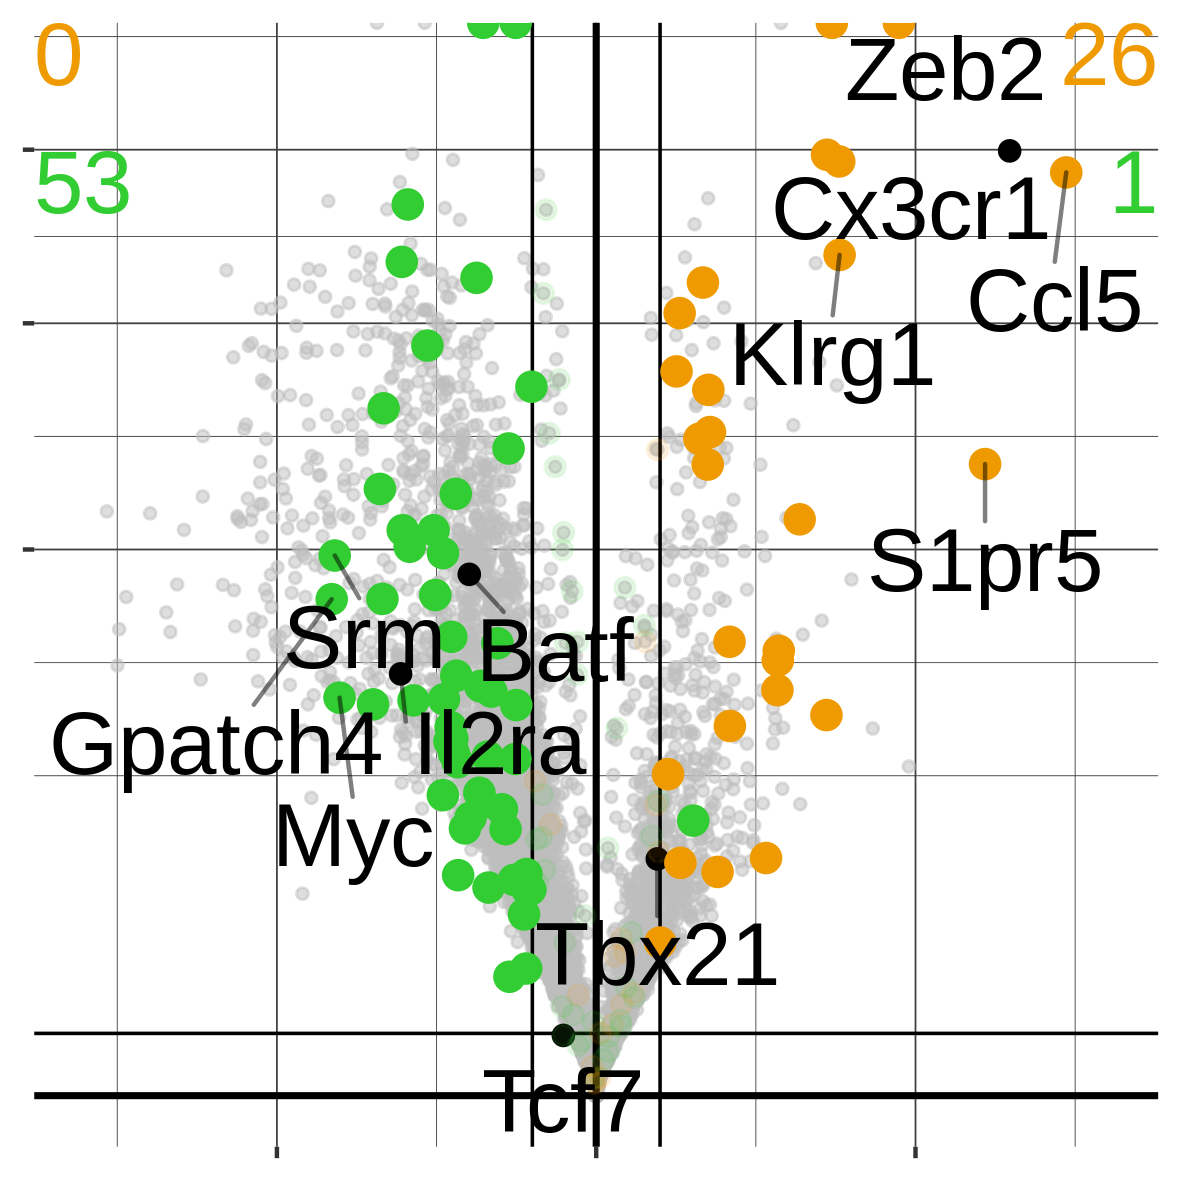 0
26
Zeb2
53
1
Cx3cr1
Ccl5
Klrg1
S1pr5
Srm
Batf
Gpatch4
Il2ra
Myc
Tbx21
Tcf7